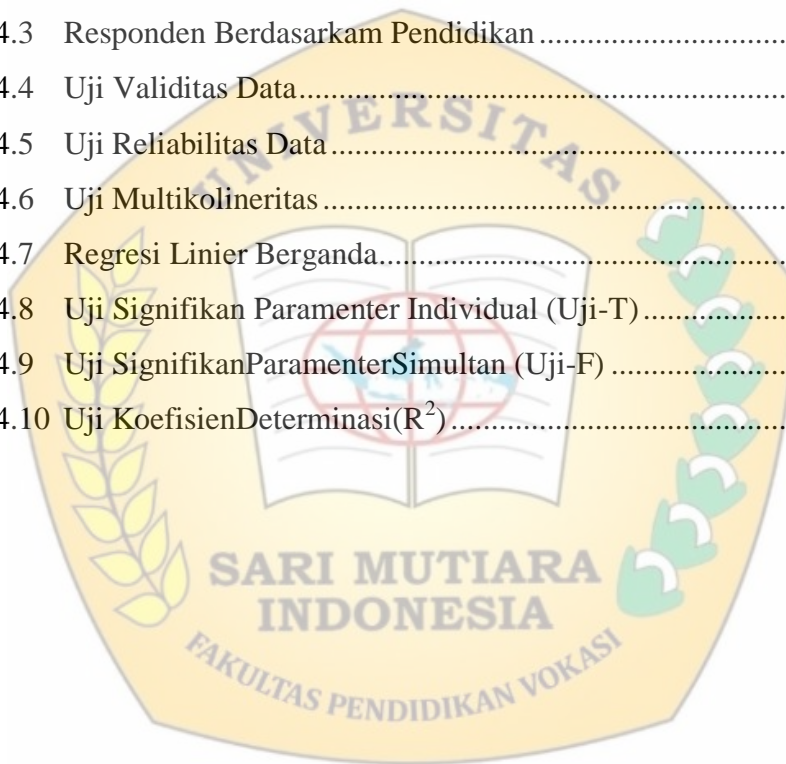 4.3 Responden Berdasarkam Pendidikan ............................
4.4 Uji Validitas Data............................
4.5 Uji Reliabilitas Data ............................
4.6 Uji Multikolineritas ............................
4.7 Regresi Linier Berganda............................
4.8 Uji Signifikan Paramenter Individual (Uji-T) ............................
4.9 Uji SignifikanParamenterSimultan (Uji-F) ............................
4.10 Uji KoefisienDeterminasi(R²) ............................
UNIVERSITAS
SARI MUTIARA
INDONESIA
FAKULTAS PENDIDIKAN VOKASI